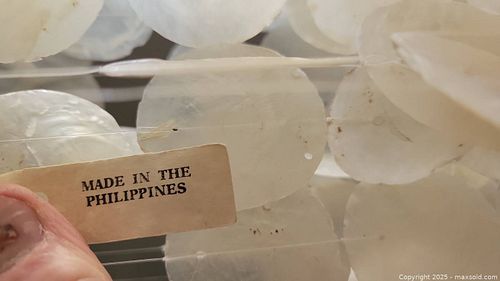 MADE IN THE
PHILIPPINES
Copyright 2025 - maxsold.com